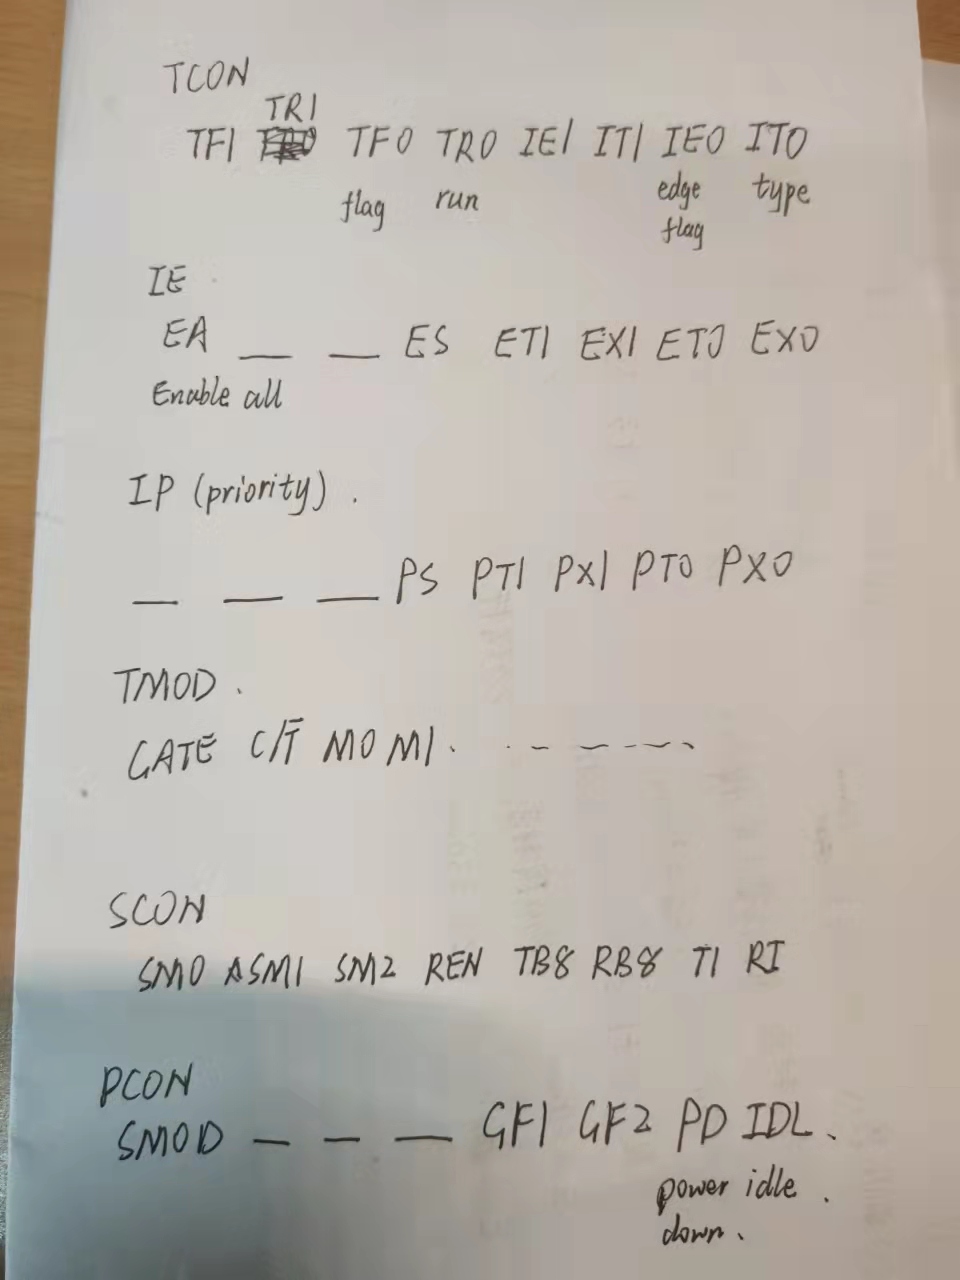 TCON
TR1
TF1 TF0 TR0 IE1 IT1 IE0 IT0
flag run edge type
flag
IE
EA __ __ ES ET1 EX1 ET0 EX0
Enable all
IP (priority).
__ __ __ PS PT1 PX1 PT0 PX0
TMOD.
GATE C/T̅ M0 M1.
SCON
SM0 SM1 SM2 REN TB8 RB8 TI RI
PCON
SMOD __ __ __ GF1 GF2 PD IDL.
power idle.
down.